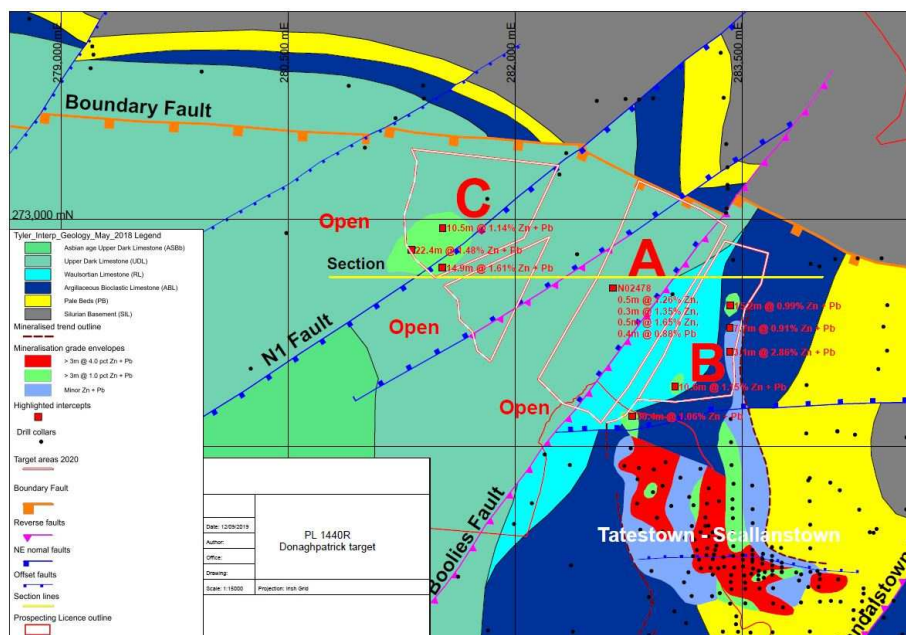 279,000 mE
280,500 mE
282,000 mE
283,500 mE
Boundary Fault
273,000 mN
C
Open
10.5m @ 1.14% Zn + Pb
22.4m @ 1.48% Zn + Pb
14.9m @ 1.61% Zn + Pb
Section
A
N02478
0.5m @ 1.26% Zn,
0.3m @ 1.35% Zn,
0.5m @ 1.65% Zn,
0.4m @ 0.86% Pb
@ 0.99% Zn + Pb
@ 0.91% Zn + Pb
@ 2.86% Zn + Pb
B
Zn + Pb
@ 1.06% Zn + Pb
Open
Open
N1 Fault
Boolies Fault
Tatestown - Scallanstown
ndalstown
Tyler_Interp_Geology_May_2018 Legend
Asbian age Upper Dark Limestone (ASBb)
Upper Dark Limestone (UDL)
Waulsortian Limestone (RL)
Argillaceous Bioclastic Limestone (ABL)
Pale Beds (PB)
Silurian Basement (SIL)
Mineralised trend outline
Mineralisation grade envelopes
> 3m @ 4.0 pct Zn + Pb
> 3m @ 1.0 pct Zn + Pb
Minor Zn + Pb
Highlighted intercepts
Drill collars
Target areas 2020
Boundary Fault
Reverse faults
NE nomal faults
Offset faults
Section lines
Prospecting Licence outline
Date: 12/09/2019
Author:
Office:
Drawing:
Scale: 1:15000
PL 1440R
Donaghpatrick target
Projection: Irish Grid